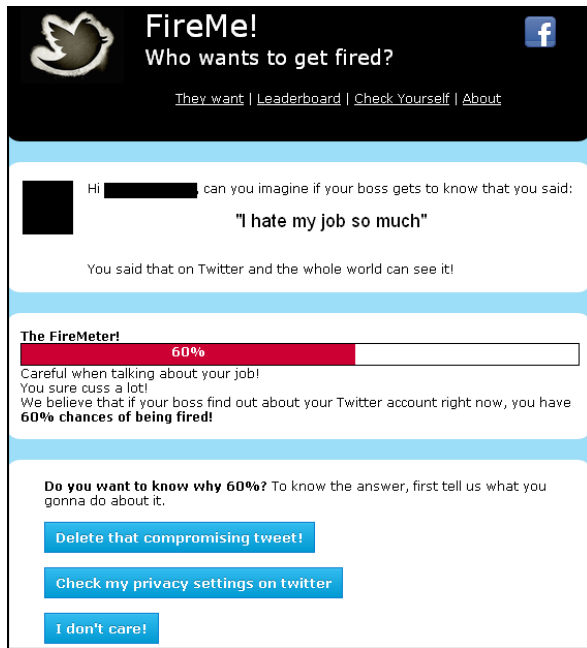 FireMe!
Who wants to get fired?
They want | Leaderboard | Check Yourself | About
Hi , can you imagine if your boss gets to know that you said:
"I hate my job so much"
You said that on Twitter and the whole world can see it!
The FireMeter!
60%
Careful when talking about your job!
You sure cuss a lot!
We believe that if your boss find out about your Twitter account right now, you have
60% chances of being fired!
Do you want to know why 60%? To know the answer, first tell us what you
gonna do about it.
Delete that compromising tweet!
Check my privacy settings on twitter
I don't care!